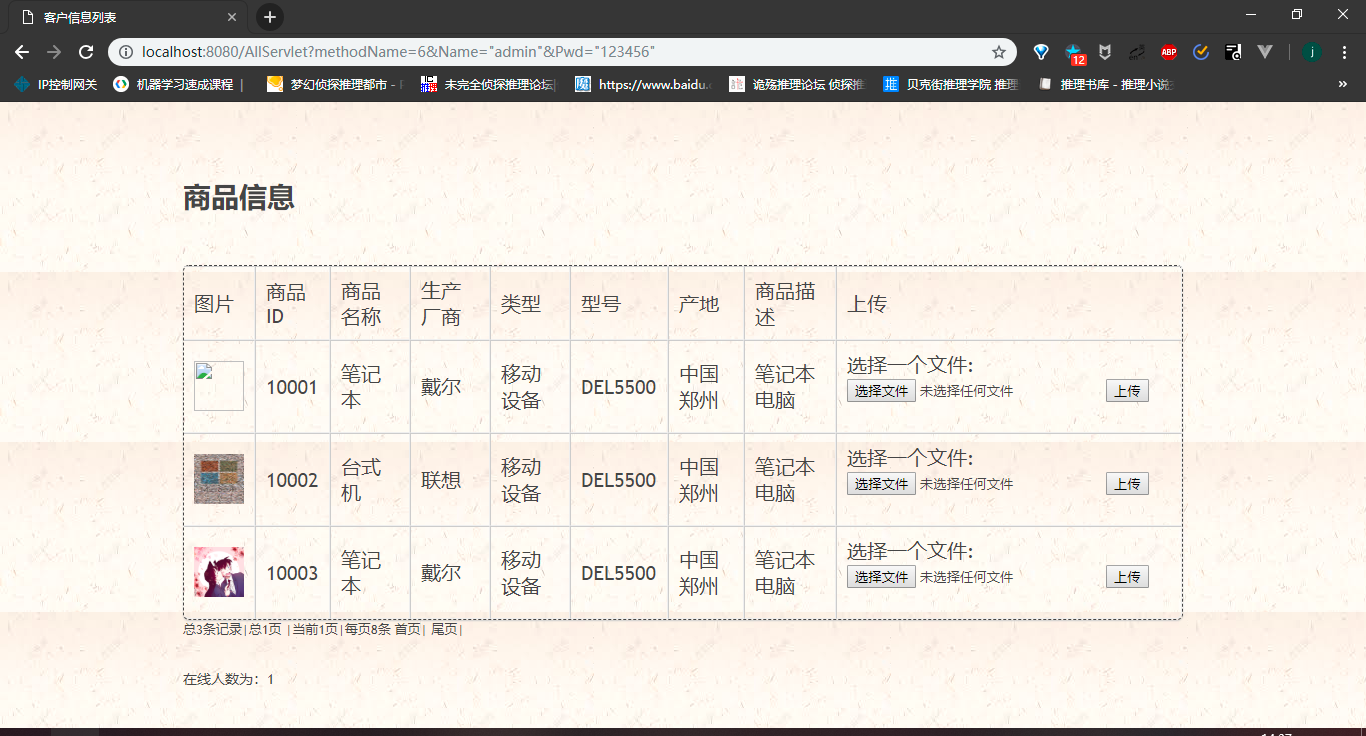 客户信息列表
localhost:8080/AllServlet?methodName=6&Name="admin"&Pwd="123456"
12
ABP
j
IP控制网关
机器学习速成课程 |
梦幻侦探推理都市 -
未完全侦探推理论坛
https://www.baidu.
诡殇推理论坛 侦探推
推
贝克街推理学院 推理
推理书库 - 推理小说
»
商品信息
图片 商品ID 商品名称 生产厂商 类型 型号 产地 商品描述 上传
10001 笔记本 戴尔 移动设备 DEL5500 中国郑州 笔记本电脑 选择一个文件:
选择文件 未选择任何文件 上传
10002 台式机 联想 移动设备 DEL5500 中国郑州 笔记本电脑 选择一个文件:
选择文件 未选择任何文件 上传
10003 笔记本 戴尔 移动设备 DEL5500 中国郑州 笔记本电脑 选择一个文件:
选择文件 未选择任何文件 上传
总3条记录|总1页 |当前1页|每页8条 首页| 尾页|
在线人数为：1